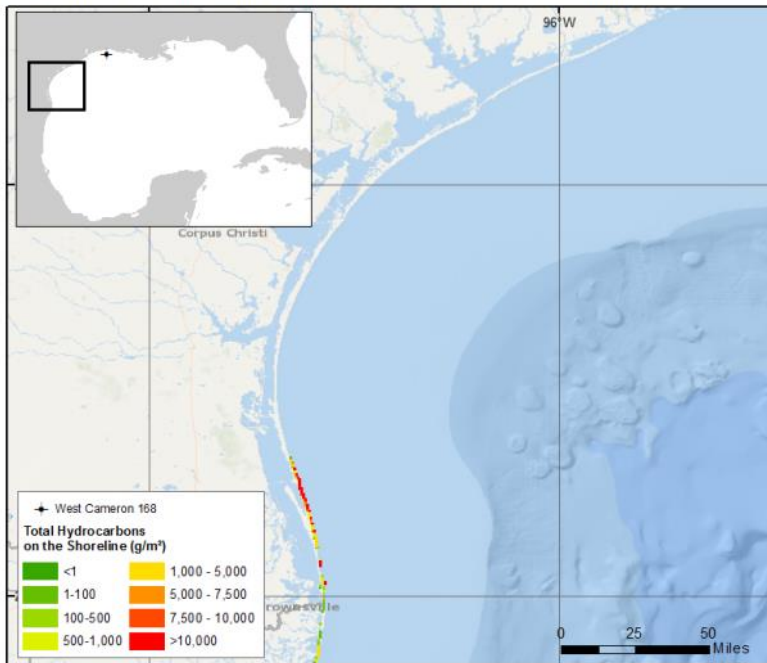 96°W
Corpus Christi
West Cameron 168
Total Hydrocarbons
on the Shoreline (g/m²)
<1
1,000 - 5,000
1-100
5,000 - 7,500
100-500
7,500 - 10,000
500-1,000
>10,000
rownsville
0
25
50
Miles